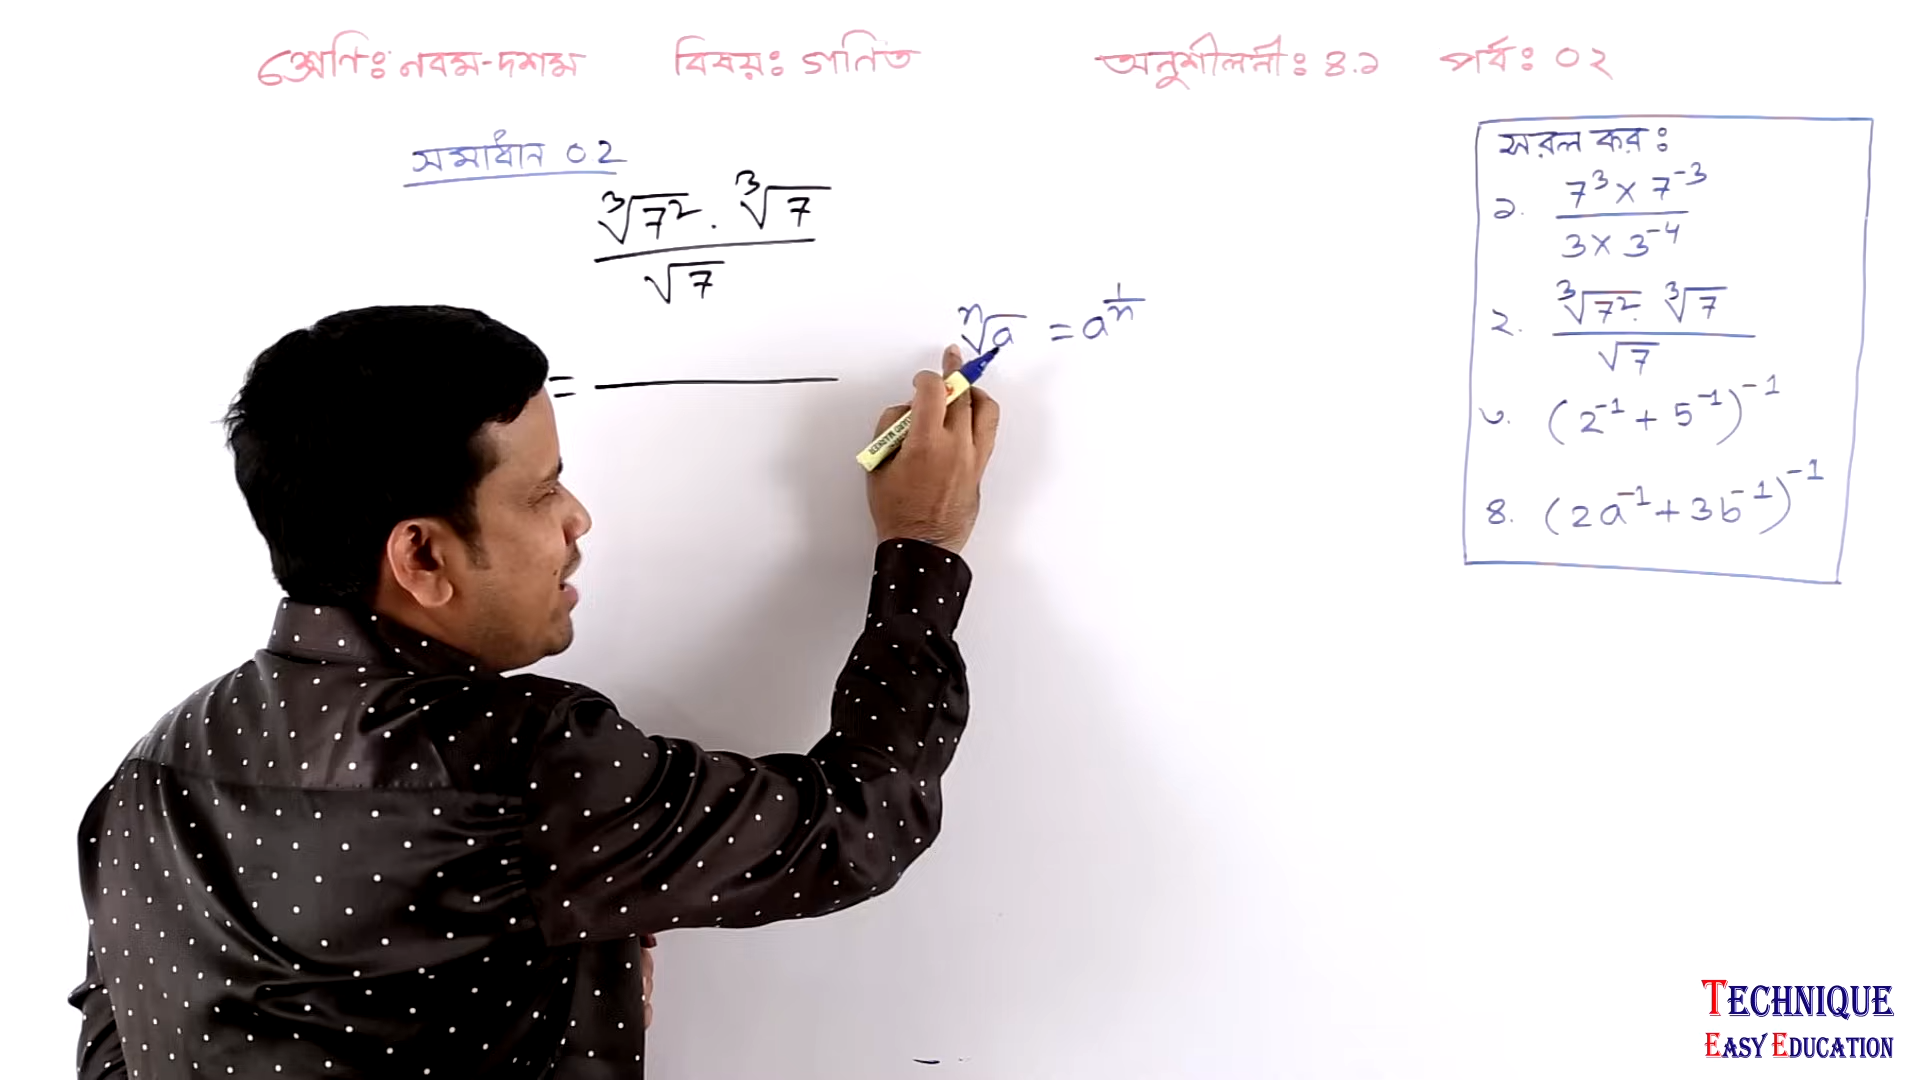 শ্রেণিঃ নবম-দশম বিষয়ঃ গণিত অনুশীলনীঃ ৪.১ পর্বঃ ০২
সমাধান ০২
∛7² . ∛7
√7
=
ⁿ√a = a^(1/n)
সরল করঃ
১. 7³ × 7⁻³
3 × 3⁻⁴
২. ∛7² . ∛7
√7
৩. (2⁻¹ + 5⁻¹)⁻¹
৪. (2a⁻¹ + 3b⁻¹)⁻¹
TECHNIQUE
EASY EDUCATION